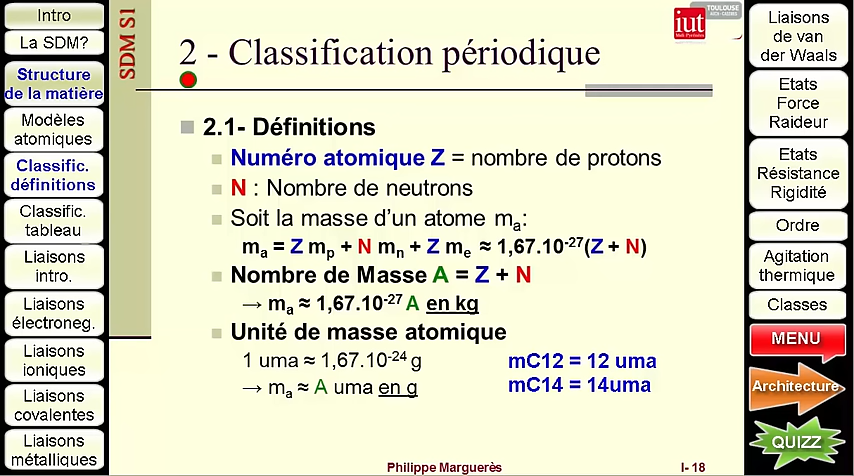 Intro
La SDM?
Structure
de la matière
Modèles
atomiques
Classific.
définitions
Classific.
tableau
Liaisons
intro.
Liaisons
électroneg.
Liaisons
ioniques
Liaisons
covalentes
Liaisons
métalliques
SDM S1
iut
TOULOUSE
2 - Classification périodique
2.1- Définitions
Numéro atomique Z = nombre de protons
N : Nombre de neutrons
Soit la masse d'un atome mₐ:
mₐ = Z mₚ + N mₙ + Z mₑ ≈ 1,67.10⁻²⁷(Z + N)
Nombre de Masse A = Z + N
→ mₐ ≈ 1,67.10⁻²⁷ A en kg
Unité de masse atomique
1 uma ≈ 1,67.10⁻²⁴ g
mC12 = 12 uma
→ mₐ ≈ A uma en g
mC14 = 14uma
Philippe Marguerès
I- 18
Liaisons
de van
der Waals
Etats
Force
Raideur
Etats
Résistance
Rigidité
Ordre
Agitation
thermique
Classes
MENU
Architecture
QUIZZ